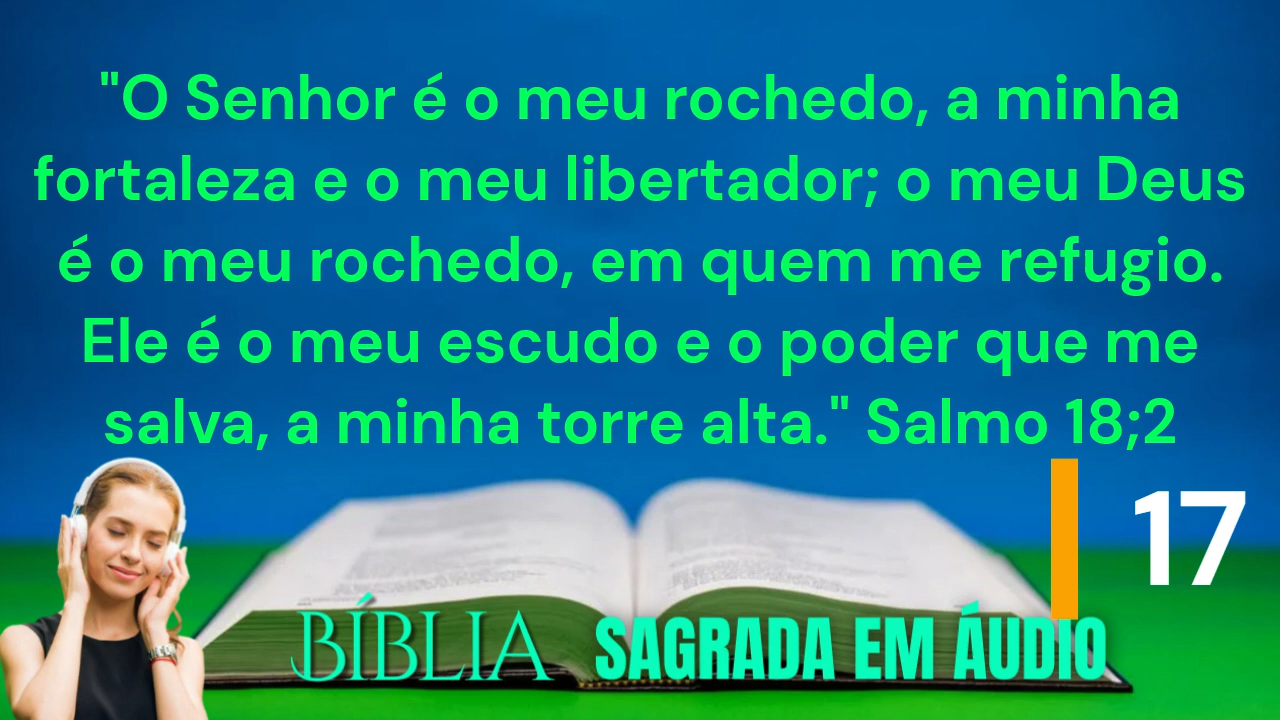 "O Senhor é o meu rochedo, a minha
fortaleza e o meu libertador; o meu Deus
é o meu rochedo, em quem me refugio.
Ele é o meu escudo e o poder que me
salva, a minha torre alta." Salmo 18;2
17
BÍBLIA SAGRADA EM ÁUDIO